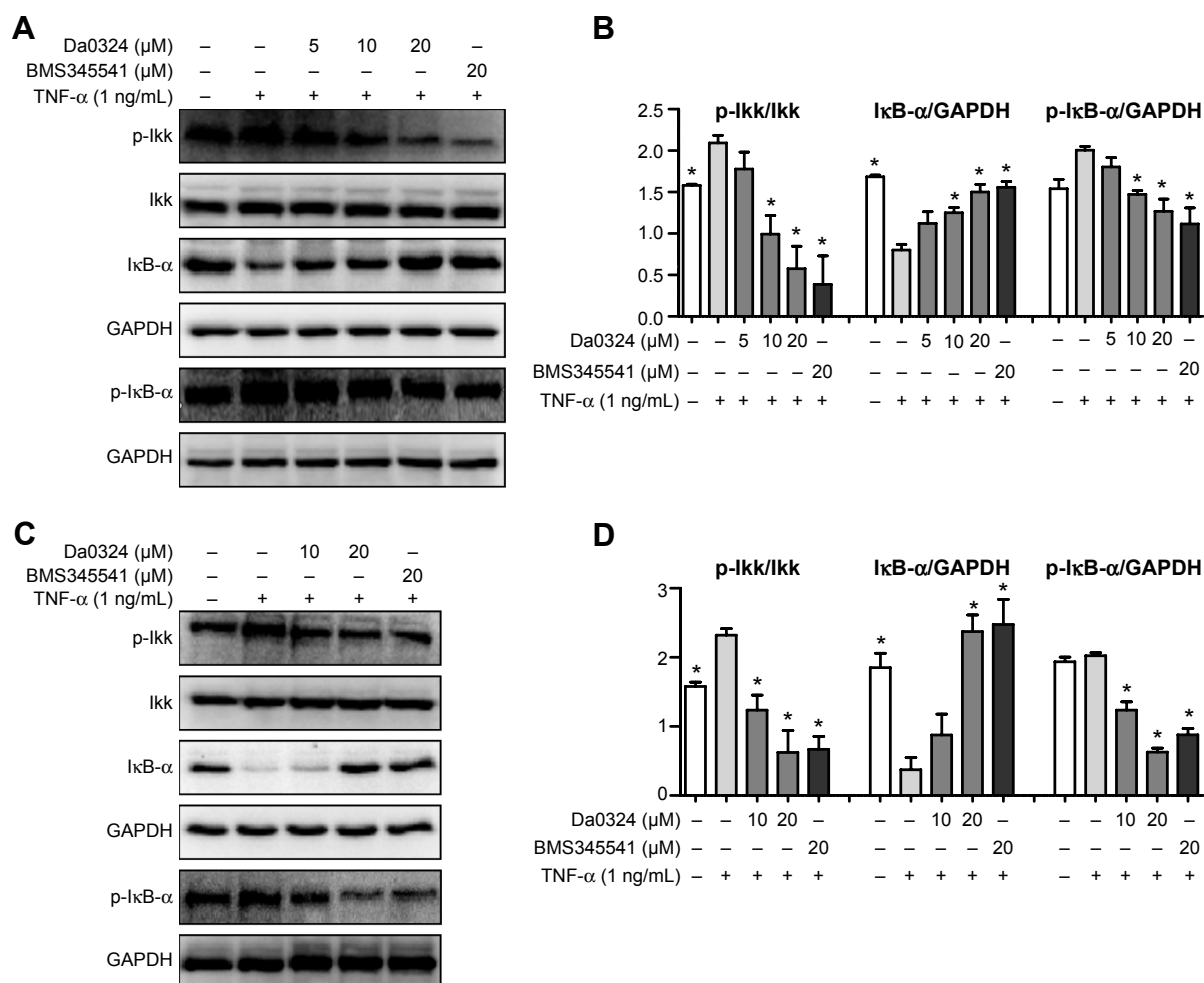 A
Da0324 (µM) – – 5 10 20 –
BMS345541 (µM) 20
TNF-α (1 ng/mL) – + + + + +
p-Ikk
Ikk
IκB-α
GAPDH
p-IκB-α
GAPDH
B
p-Ikk/Ikk IκB-α/GAPDH p-IκB-α/GAPDH
2.5
2.0
1.5
1.0
0.5
0.0
* * * * * * * * * * *
Da0324 (µM) – – 5 10 20 – – – 5 10 20 – – – 5 10 20 –
BMS345541 (µM) – – – – – 20 – – – – – 20 – – – – – 20
TNF-α (1 ng/mL) – + + + + + – + + + + + – + + + + +
C
Da0324 (µM) – – 10 20 –
BMS345541 (µM) – – – – 20
TNF-α (1 ng/mL) – + + + +
p-Ikk
Ikk
IκB-α
GAPDH
p-IκB-α
GAPDH
D
p-Ikk/Ikk IκB-α/GAPDH p-IκB-α/GAPDH
3
2
1
0
* * * * * * * * * *
Da0324 (µM) – – 10 20 – – – 10 20 – – – 10 20 –
BMS345541 (µM) – – – – 20 – – – – 20 – – – – 20
TNF-α (1 ng/mL) – + + + + – + + + + – + + + +